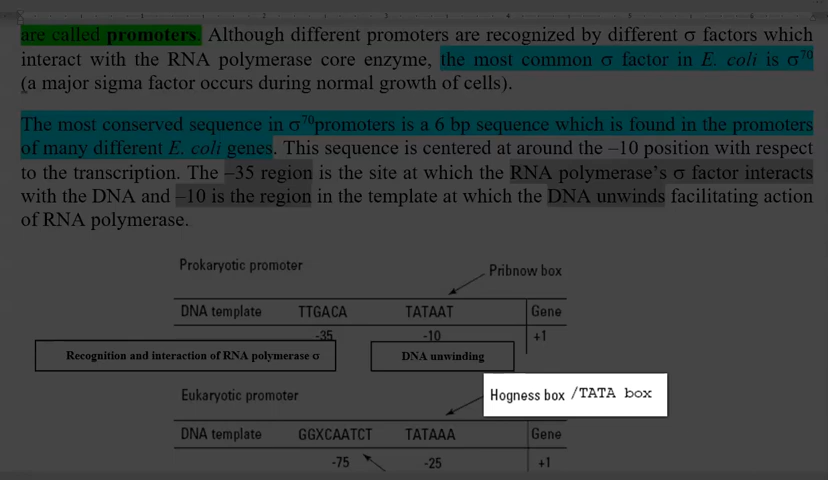 are called promoters. Although different promoters are recognized by different σ factors which
interact with the RNA polymerase core enzyme, the most common σ factor in E. coli is σ⁷⁰
(a major sigma factor occurs during normal growth of cells).
The most conserved sequence in σ⁷⁰promoters is a 6 bp sequence which is found in the promoters
of many different E. coli genes. This sequence is centered at around the –10 position with respect
to the transcription. The –35 region is the site at which the RNA polymerase's σ factor interacts
with the DNA and –10 is the region in the template at which the DNA unwinds facilitating action
of RNA polymerase.
Prokaryotic promoter
Pribnow box
DNA template TTGACA TATAAT Gene
-35 -10 +1
Recognition and interaction of RNA polymerase σ
DNA unwinding
Eukaryotic promoter
Hogness box /TATA box
DNA template GGXCAATCT TATAAA Gene
-75 -25 +1